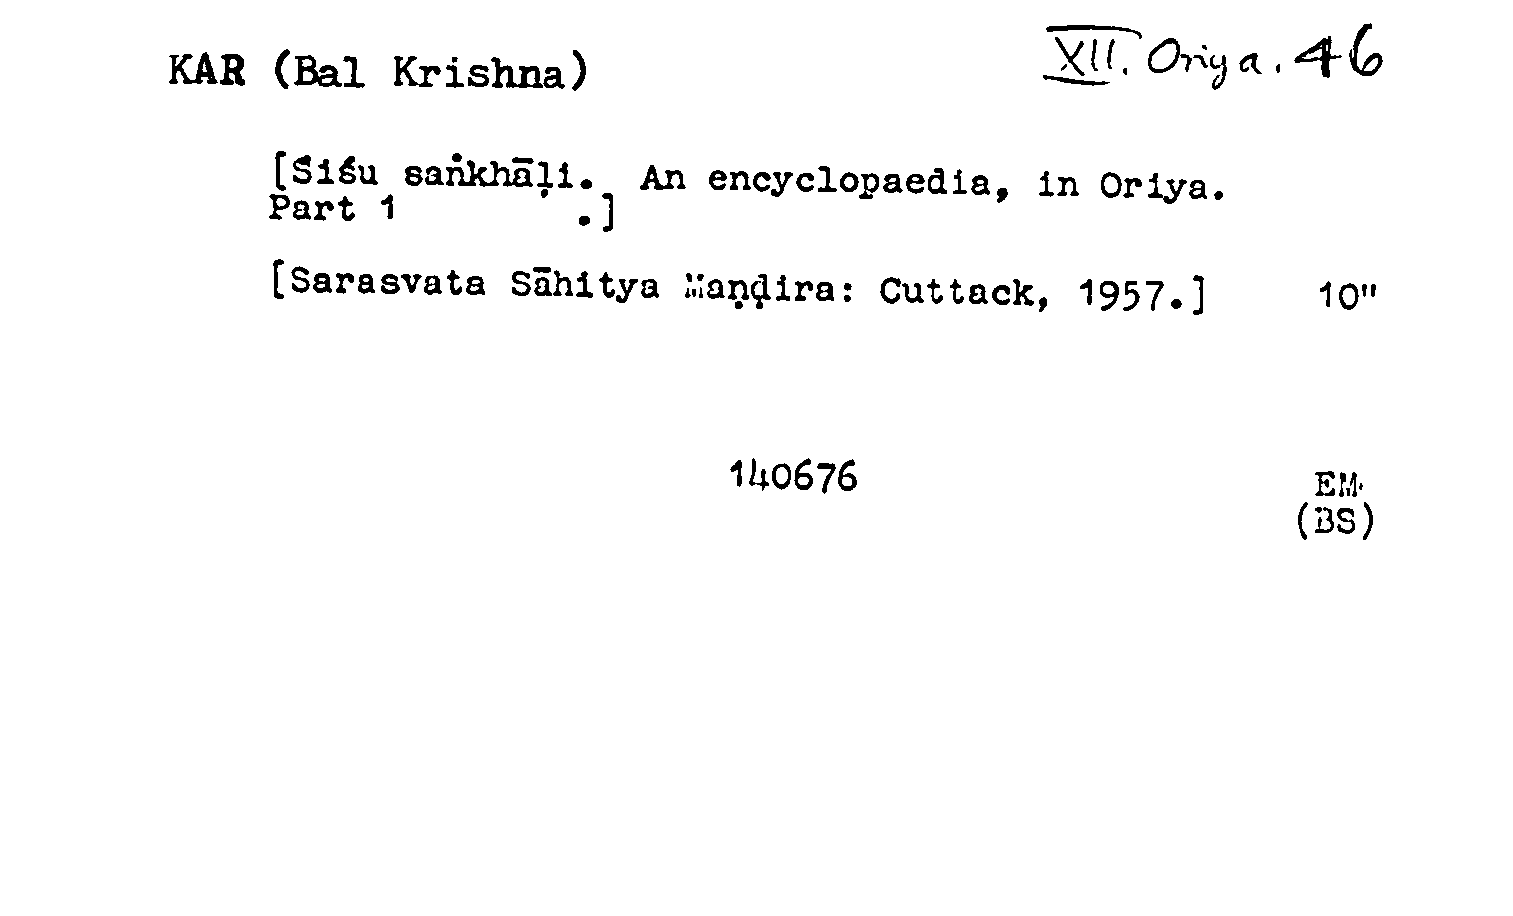 KAR (Bal Krishna)
XII. Oriya. 46
[Śiśu saṅkhāḷi. An encyclopaedia, in Oriya.
Part 1 .]
[Sarasvata Sāhitya Maṇḍira: Cuttack, 1957.] 10"
140676
EM.
(BS)